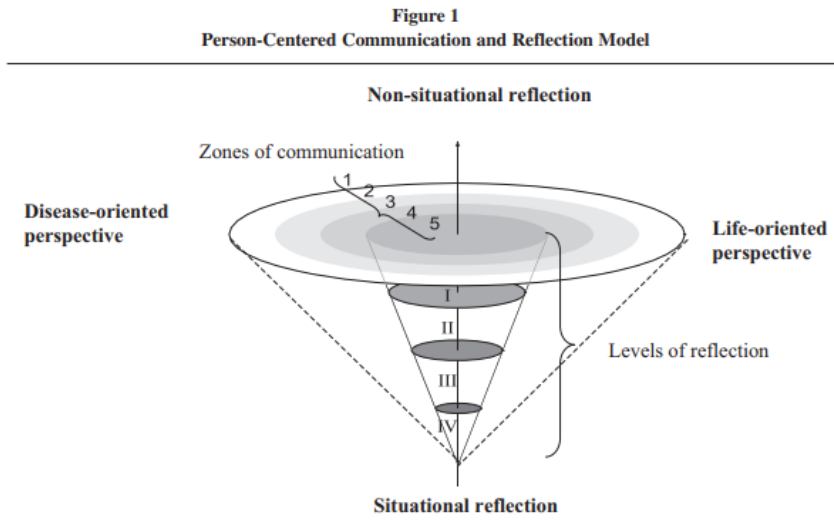 Figure 1
Person-Centered Communication and Reflection Model
Non-situational reflection
Zones of communication
1
2
3
4
5
Disease-oriented
perspective
Life-oriented
perspective
I
II
III
IV
Levels of reflection
Situational reflection